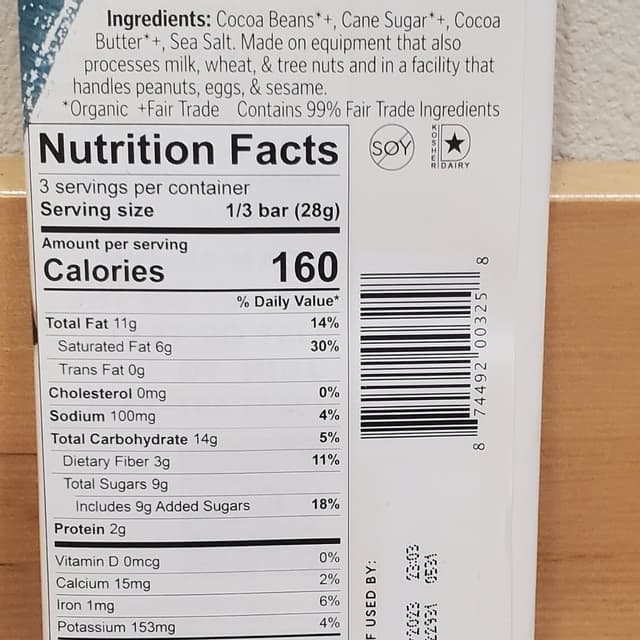 Ingredients: Cocoa Beans*+, Cane Sugar*+, Cocoa
Butter*+, Sea Salt. Made on equipment that also
processes milk, wheat, & tree nuts and in a facility that
handles peanuts, eggs, & sesame.
*Organic +Fair Trade Contains 99% Fair Trade Ingredients
Nutrition Facts
3 servings per container
Serving size 1/3 bar (28g)
Amount per serving
Calories 160
% Daily Value*
Total Fat 11g 14%
Saturated Fat 6g 30%
Trans Fat 0g
Cholesterol 0mg 0%
Sodium 100mg 4%
Total Carbohydrate 14g 5%
Dietary Fiber 3g 11%
Total Sugars 9g
Includes 9g Added Sugars 18%
Protein 2g
Vitamin D 0mcg 0%
Calcium 15mg 2%
Iron 1mg 6%
Potassium 153mg 4%
SOY
KOSHER
DAIRY
8 74492 00325 8
F USED BY:
2023 23:03
0531